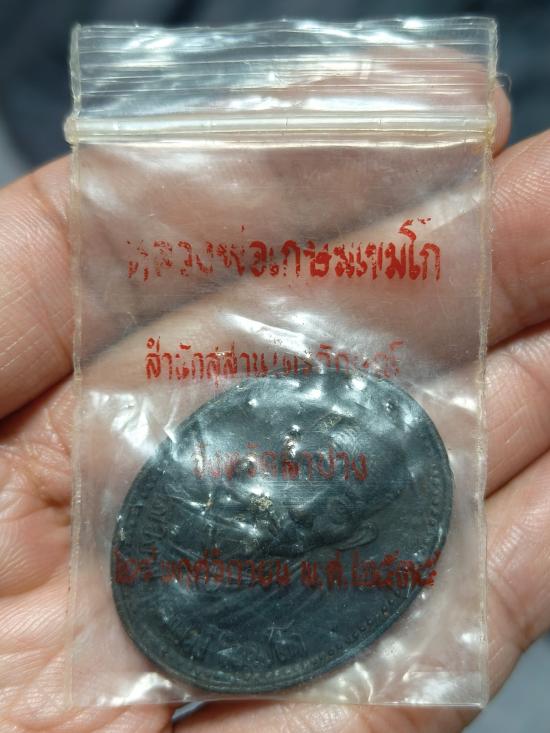 หลวงพ่อเกษมเขมโก
สำนักสุสานไตรลักษณ์
จังหวัดลำปาง
พฤศจิกายน พ.ศ.